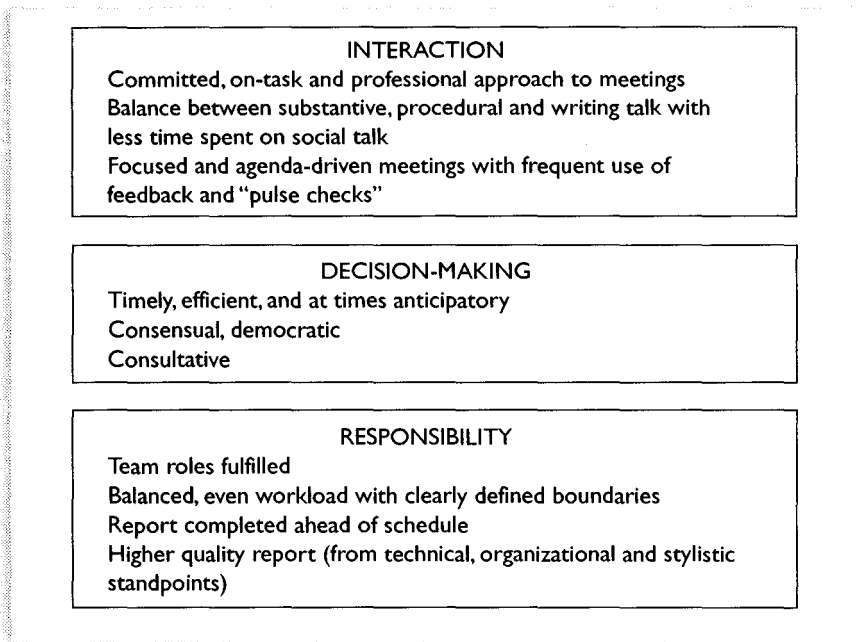 INTERACTION
Committed, on-task and professional approach to meetings
Balance between substantive, procedural and writing talk with
less time spent on social talk
Focused and agenda-driven meetings with frequent use of
feedback and "pulse checks"
DECISION-MAKING
Timely, efficient, and at times anticipatory
Consensual, democratic
Consultative
RESPONSIBILITY
Team roles fulfilled
Balanced, even workload with clearly defined boundaries
Report completed ahead of schedule
Higher quality report (from technical, organizational and stylistic
standpoints)